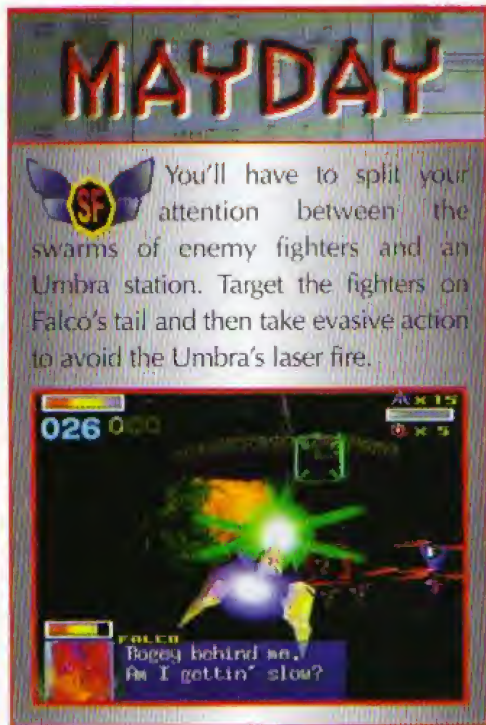 MAYDAY
SF
You'll have to split your
attention between the
swarms of enemy fighters and an
Umbra station. Target the fighters on
Falco's tail and then take evasive action
to avoid the Umbra's laser fire.
x 15
026 000
x 5
FALCO
Bogey behind me.
Am I gettin' slow?